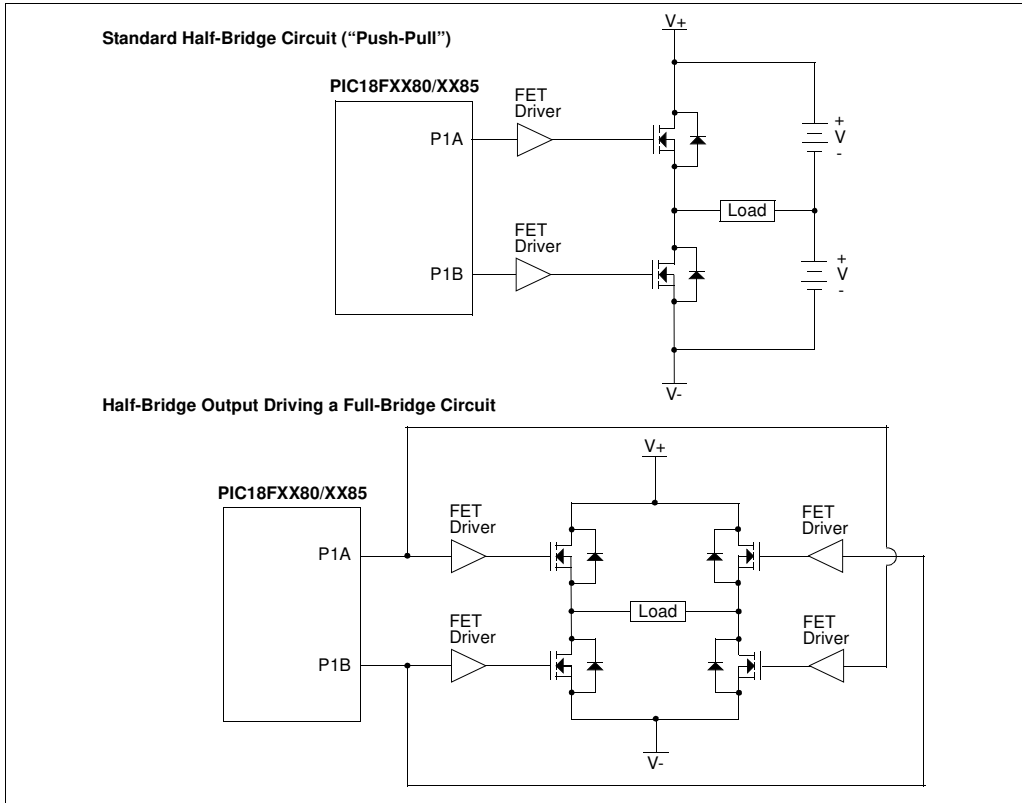 Standard Half-Bridge Circuit (“Push-Pull”)
V+
PIC18FXX80/XX85
FET
Driver
P1A
+
V
-
Load
FET
Driver
P1B
+
V
-
V-
Half-Bridge Output Driving a Full-Bridge Circuit
V+
PIC18FXX80/XX85
FET
Driver
FET
Driver
P1A
Load
FET
Driver
FET
Driver
P1B
V-